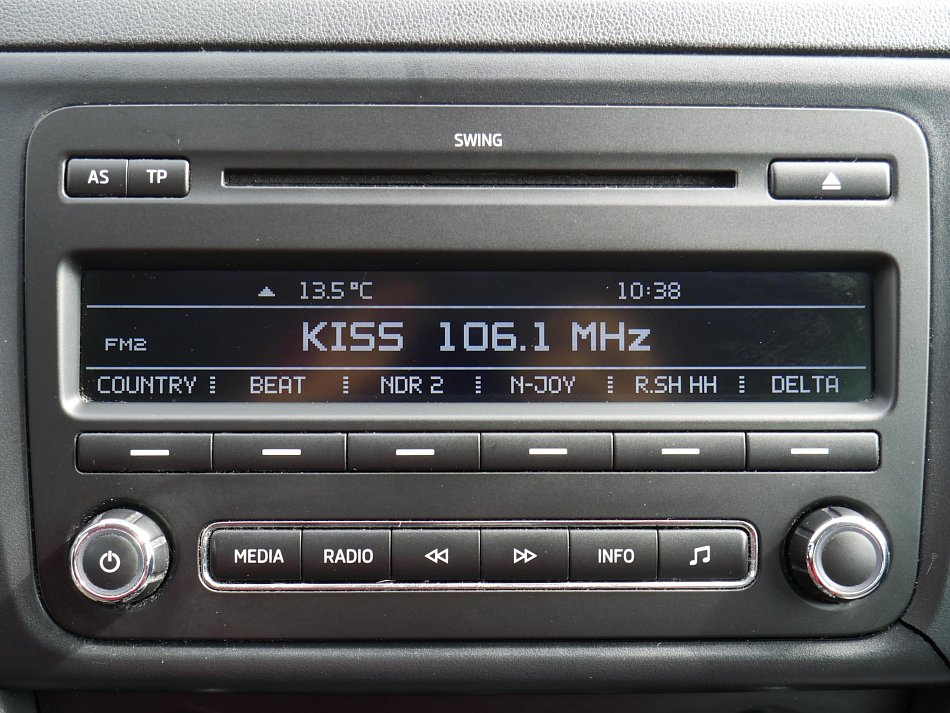 SWING
AS TP
13.5 °C 10:38
FM2 KISS 106.1 MHz
COUNTRY BEAT NDR 2 N-JOY R.SH HH DELTA
MEDIA RADIO INFO